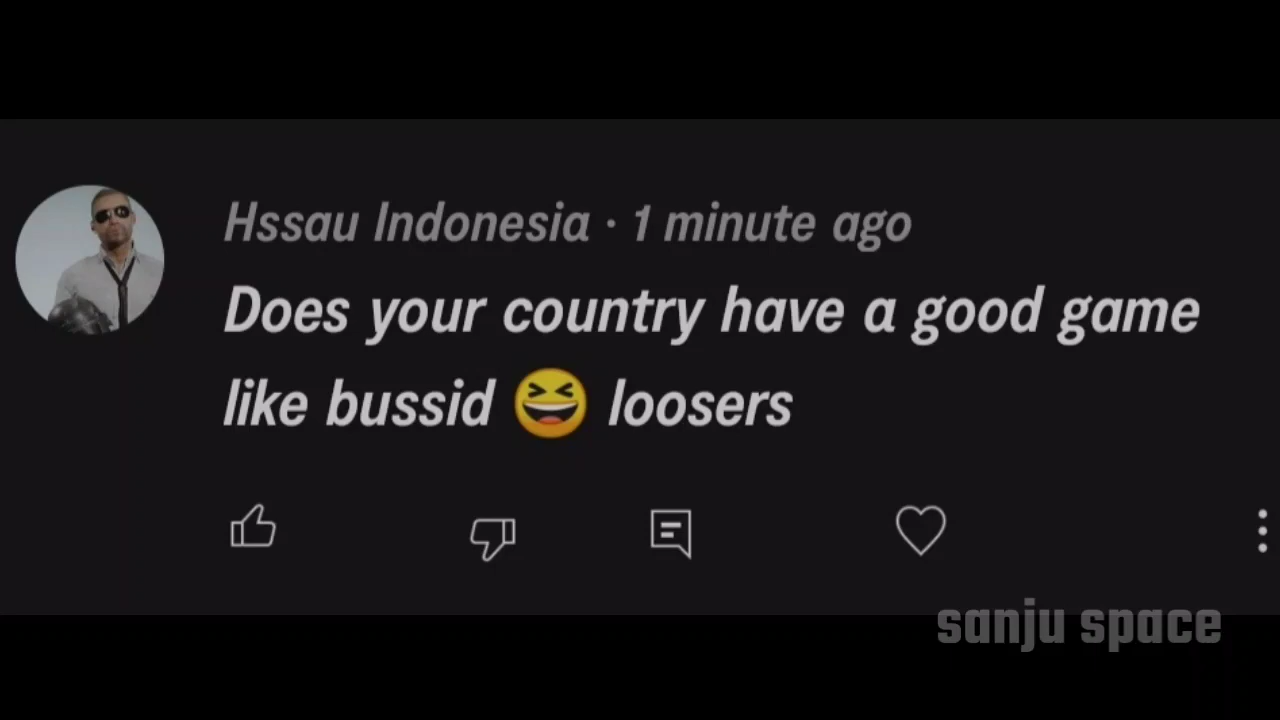 Hssau Indonesia · 1 minute ago
Does your country have a good game
like bussid 😆 loosers
sanju space